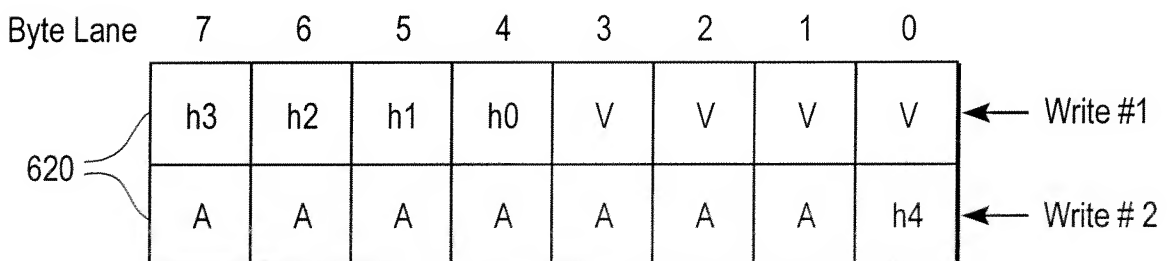 Byte Lane 7 6 5 4 3 2 1 0
h3 h2 h1 h0 V V V V Write #1
620
A A A A A A A h4 Write # 2